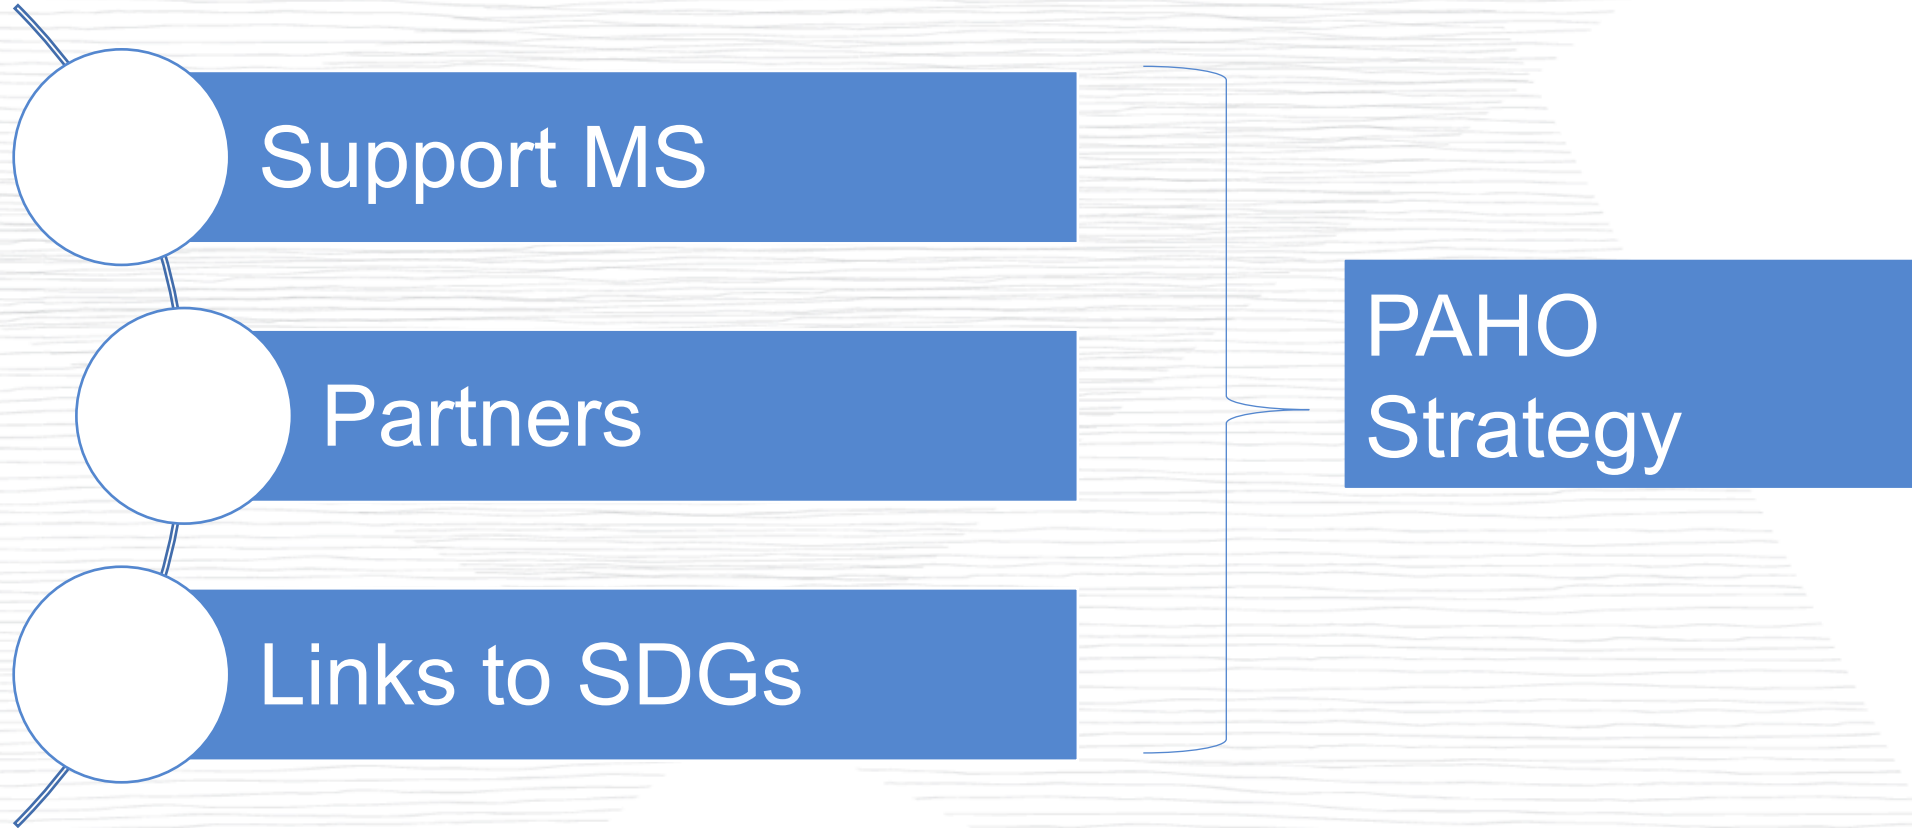 Support MS
Partners
Links to SDGs
PAHO
Strategy